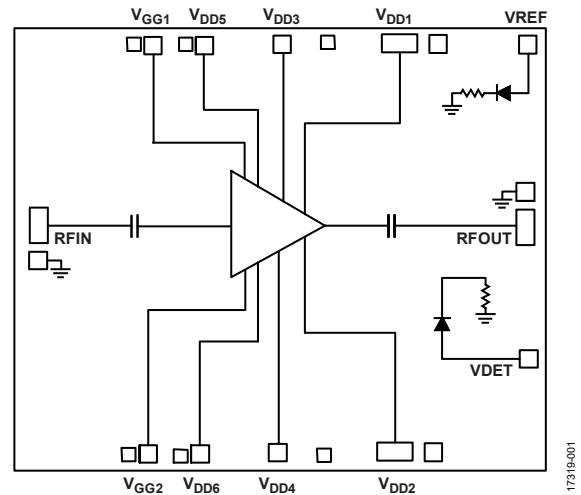 VGG1 VDD5 VDD3 VDD1 VREF
RFIN RFOUT
VDET
VGG2 VDD6 VDD4 VDD2
17319-001